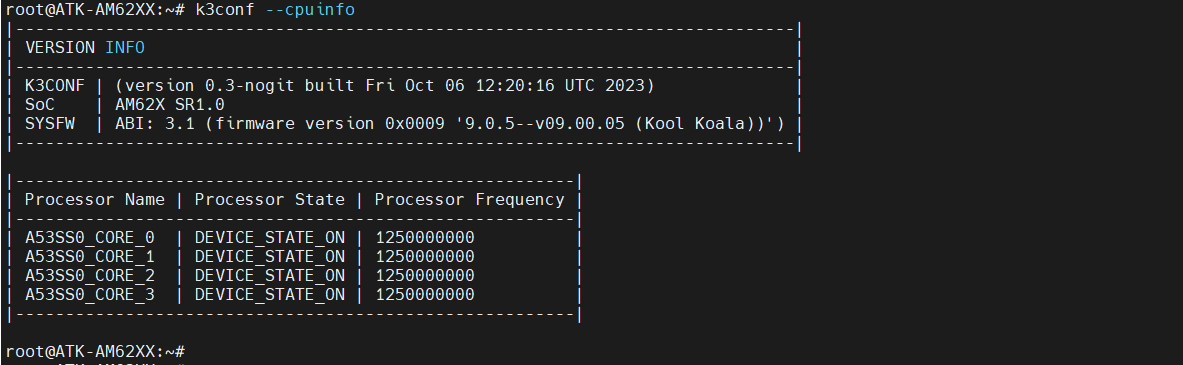 root@ATK-AM62XX:~# k3conf --cpuinfo
|------------------------------------------------------------------------------|
| VERSION INFO                                                                 |
|------------------------------------------------------------------------------|
| K3CONF | (version 0.3-nogit built Fri Oct 06 12:20:16 UTC 2023)              |
| SoC    | AM62X SR1.0                                                         |
| SYSFW  | ABI: 3.1 (firmware version 0x0009 '9.0.5--v09.00.05 (Kool Koala))') |
|------------------------------------------------------------------------------|
|--------------------------------------------------------|
| Processor Name | Processor State | Processor Frequency |
|--------------------------------------------------------|
| A53SS0_CORE_0  | DEVICE_STATE_ON | 1250000000          |
| A53SS0_CORE_1  | DEVICE_STATE_ON | 1250000000          |
| A53SS0_CORE_2  | DEVICE_STATE_ON | 1250000000          |
| A53SS0_CORE_3  | DEVICE_STATE_ON | 1250000000          |
|--------------------------------------------------------|
root@ATK-AM62XX:~#